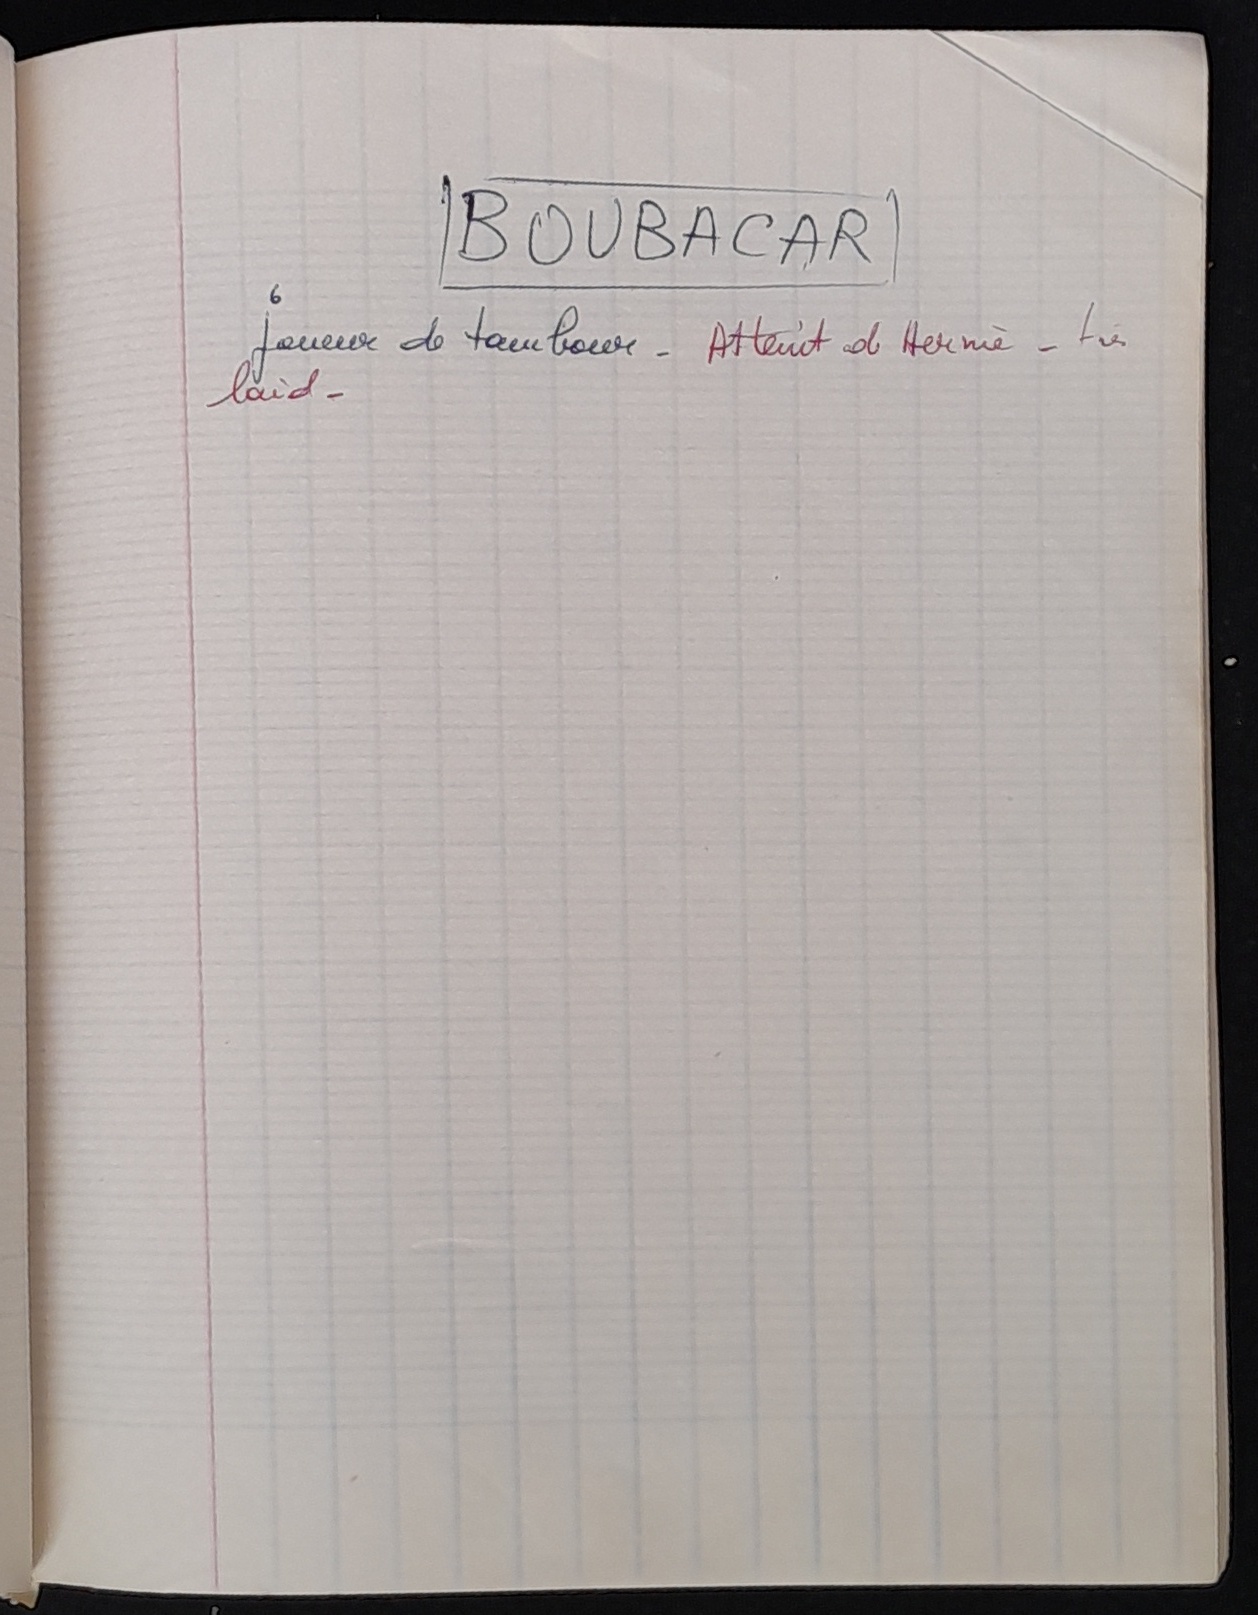 BOUBACAR
6
joueur de tambour - Atteint de Hernie - très
laid -